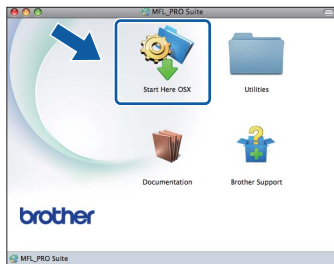 MFL_PRO Suite
Start Here OSX
Utilities
Documentation
Brother Support
brother
MFL_PRO Suite